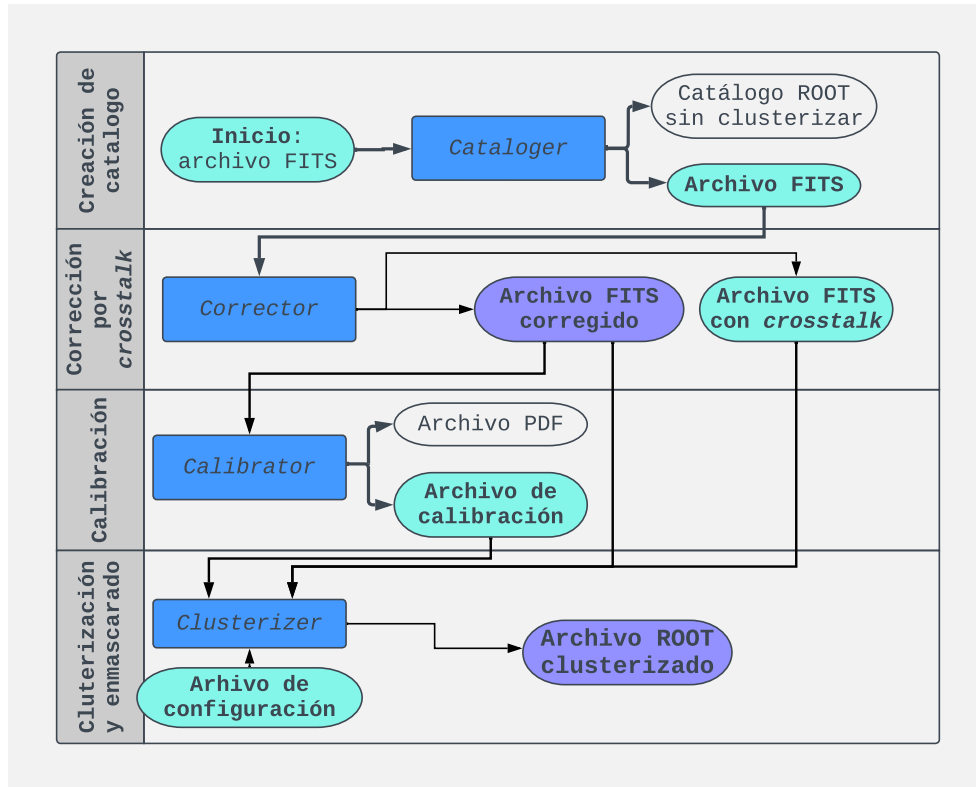 Creación de
catalogo
Inicio:
archivo FITS
Cataloger
Catálogo ROOT
sin clusterizar
Archivo FITS
Corrección
por
crosstalk
Corrector
Archivo FITS
corregido
Archivo FITS
con crosstalk
Calibración
Calibrator
Archivo PDF
Archivo de
calibración
Cluterización
y enmascarado
Clusterizer
Archivo ROOT
clusterizado
Arhivo de
configuración